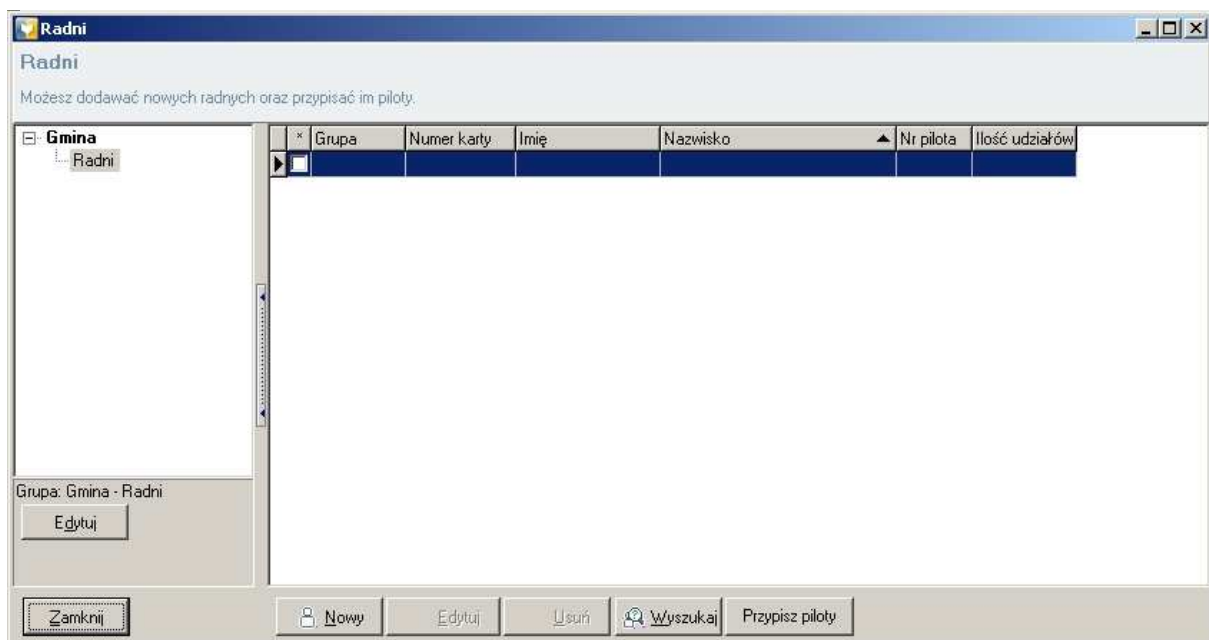 Radni
Radni
Możesz dodawać nowych radnych oraz przypisać im piloty.
Gmina
Radni
* Grupa Numer karty Imię Nazwisko Nr pilota Ilość udziałów
Grupa: Gmina - Radni
Edytuj
Zamknij Nowy Edytuj Usuń Wyszukaj Przypisz piloty